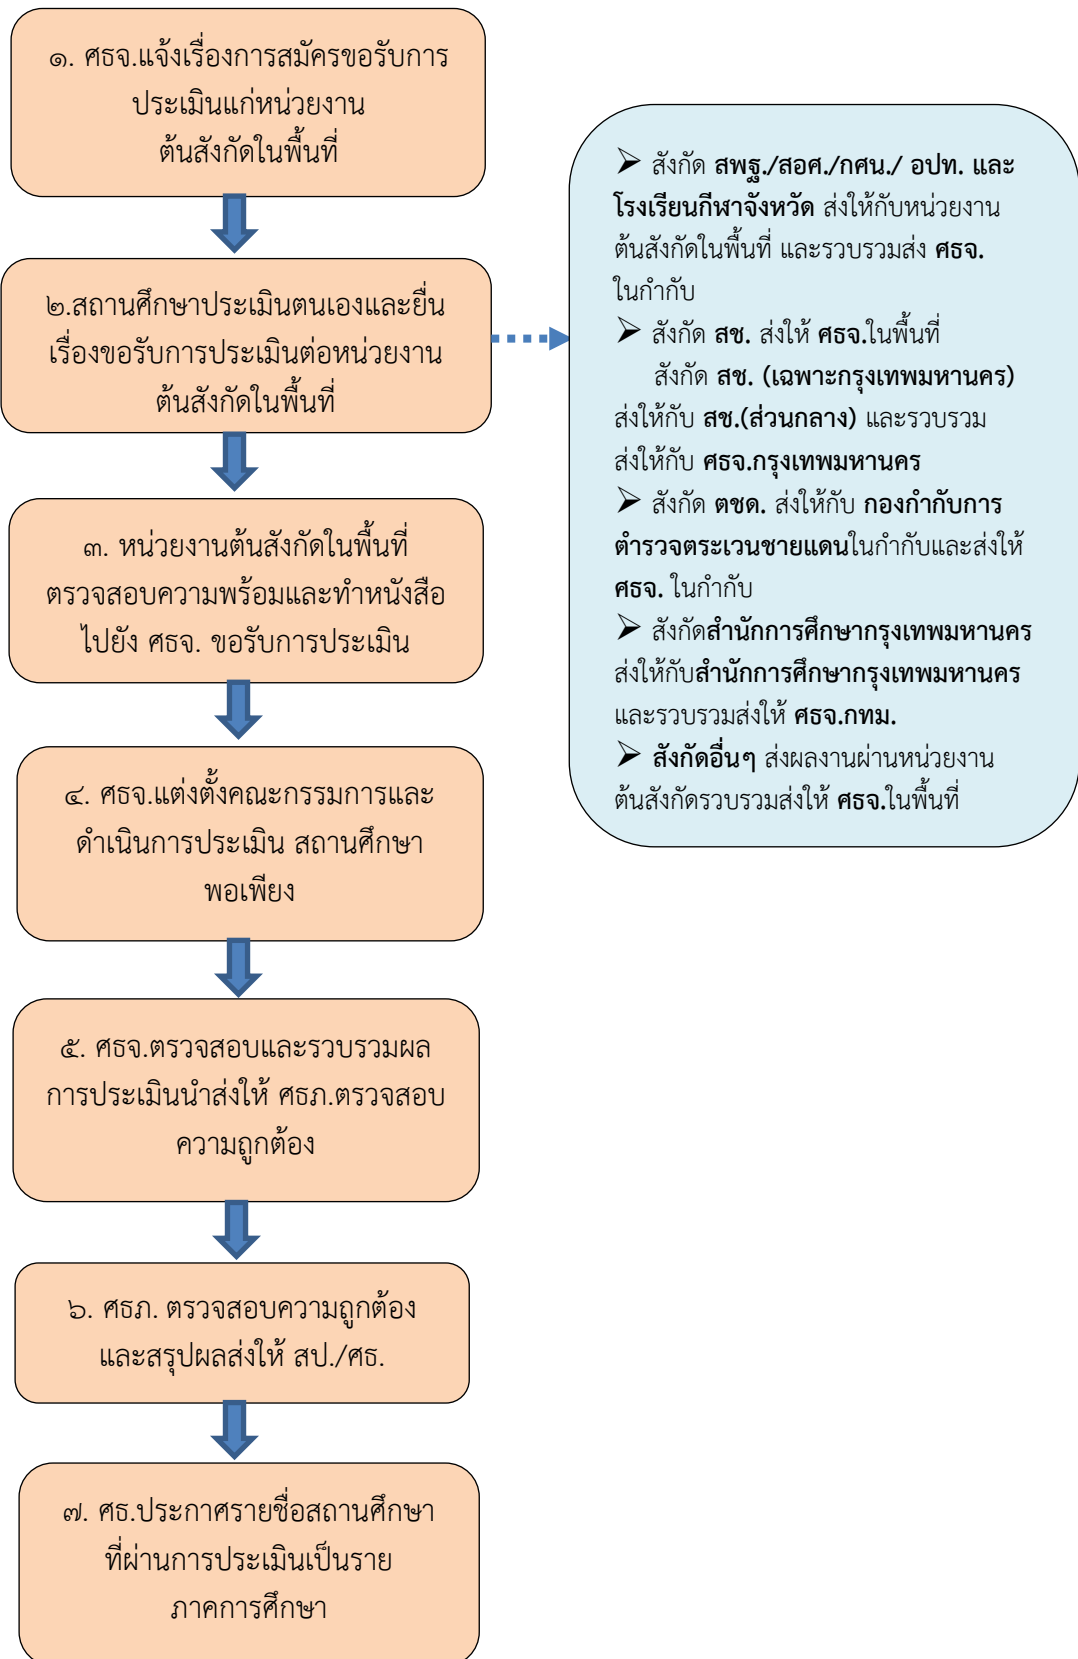 ๑. ศธจ.แจ้งเรื่องการสมัครขอรับการ
ประเมินแก่หน่วยงาน
ต้นสังกัดในพื้นที่
๒.สถานศึกษาประเมินตนเองและยื่น
เรื่องขอรับการประเมินต่อหน่วยงาน
ต้นสังกัดในพื้นที่
➢ สังกัด สพฐ./สอศ./กศน./ อปท. และ
โรงเรียนกีฬาจังหวัด ส่งให้กับหน่วยงาน
ต้นสังกัดในพื้นที่ และรวบรวมส่ง ศธจ.
ในกำกับ
➢ สังกัด สช. ส่งให้ ศธจ.ในพื้นที่
สังกัด สช. (เฉพาะกรุงเทพมหานคร)
ส่งให้กับ สช.(ส่วนกลาง) และรวบรวม
ส่งให้กับ ศธจ.กรุงเทพมหานคร
➢ สังกัด ตชด. ส่งให้กับ กองกำกับการ
ตำรวจตระเวนชายแดนในกำกับและส่งให้
ศธจ. ในกำกับ
➢ สังกัดสำนักการศึกษากรุงเทพมหานคร
ส่งให้กับสำนักการศึกษากรุงเทพมหานคร
และรวบรวมส่งให้ ศธจ.กทม.
➢ สังกัดอื่นๆ ส่งผลงานผ่านหน่วยงาน
ต้นสังกัดรวบรวมส่งให้ ศธจ.ในพื้นที่
๓. หน่วยงานต้นสังกัดในพื้นที่
ตรวจสอบความพร้อมและทำหนังสือ
ไปยัง ศธจ. ขอรับการประเมิน
๔. ศธจ.แต่งตั้งคณะกรรมการและ
ดำเนินการประเมิน สถานศึกษา
พอเพียง
๕. ศธจ.ตรวจสอบและรวบรวมผล
การประเมินนำส่งให้ ศธภ.ตรวจสอบ
ความถูกต้อง
๖. ศธภ. ตรวจสอบความถูกต้อง
และสรุปผลส่งให้ สป./ศธ.
๗. ศธ.ประกาศรายชื่อสถานศึกษา
ที่ผ่านการประเมินเป็นราย
ภาคการศึกษา